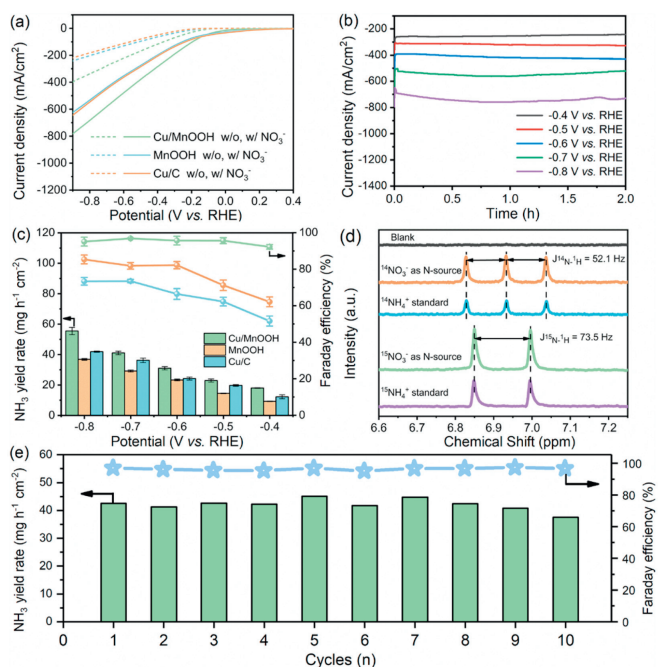 (a)
0
-200
-400
-600
-800
-1000
-1200
Current density (mA/cm²)
Cu/MnOOH w/o, w/ NO₃⁻
MnOOH w/o, w/ NO₃⁻
Cu/C w/o, w/ NO₃⁻
-0.8 -0.6 -0.4 -0.2 0.0 0.2 0.4
Potential (V vs. RHE)
(b)
0
-200
-400
-600
-800
-1000
-1200
-1400
Current density (mA/cm²)
-0.4 V vs. RHE
-0.5 V vs. RHE
-0.6 V vs. RHE
-0.7 V vs. RHE
-0.8 V vs. RHE
0.0 0.5 1.0 1.5 2.0
Time (h)
(c)
120
100
80
60
40
20
0
NH₃ yield rate (mg h⁻¹ cm⁻²)
100
80
60
40
20
0
Faraday efficiency (%)
Cu/MnOOH
MnOOH
Cu/C
-0.8 -0.7 -0.6 -0.5 -0.4
Potential (V vs. RHE)
(d)
Blank
¹⁴NO₃⁻ as N-source
J¹⁴N-¹H = 52.1 Hz
¹⁴NH₄⁺ standard
¹⁵NO₃⁻ as N-source
J¹⁵N-¹H = 73.5 Hz
¹⁵NH₄⁺ standard
Intensity (a.u.)
6.6 6.7 6.8 6.9 7.0 7.1 7.2
Chemical Shift (ppm)
(e)
60
50
40
30
20
10
0
NH₃ yield rate (mg h⁻¹ cm⁻²)
100
80
60
40
20
0
Faraday efficiency (%)
0 1 2 3 4 5 6 7 8 9 10
Cycles (n)